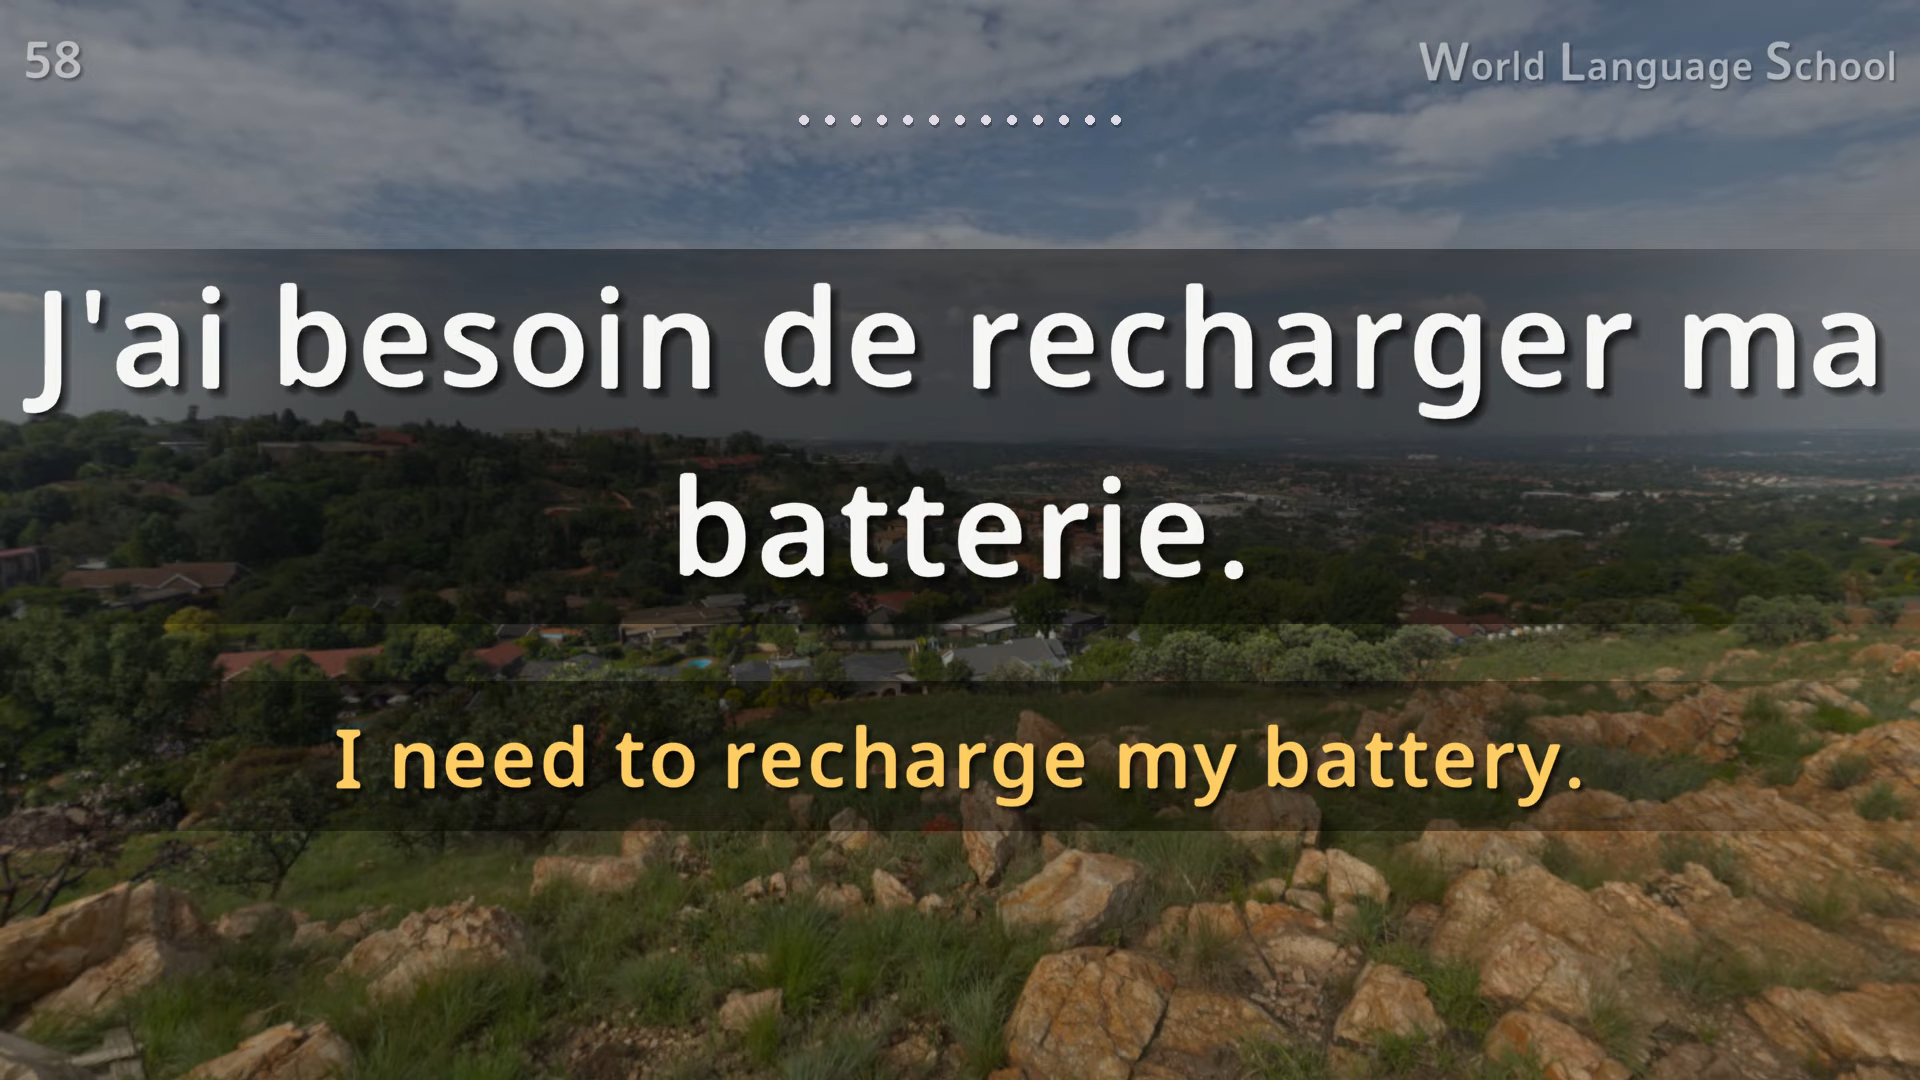 58
World Language School
J'ai besoin de recharger ma
batterie.
I need to recharge my battery.